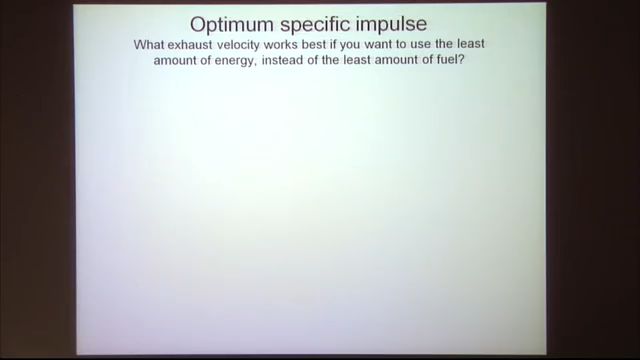 Optimum specific impulse
What exhaust velocity works best if you want to use the least
amount of energy, instead of the least amount of fuel?